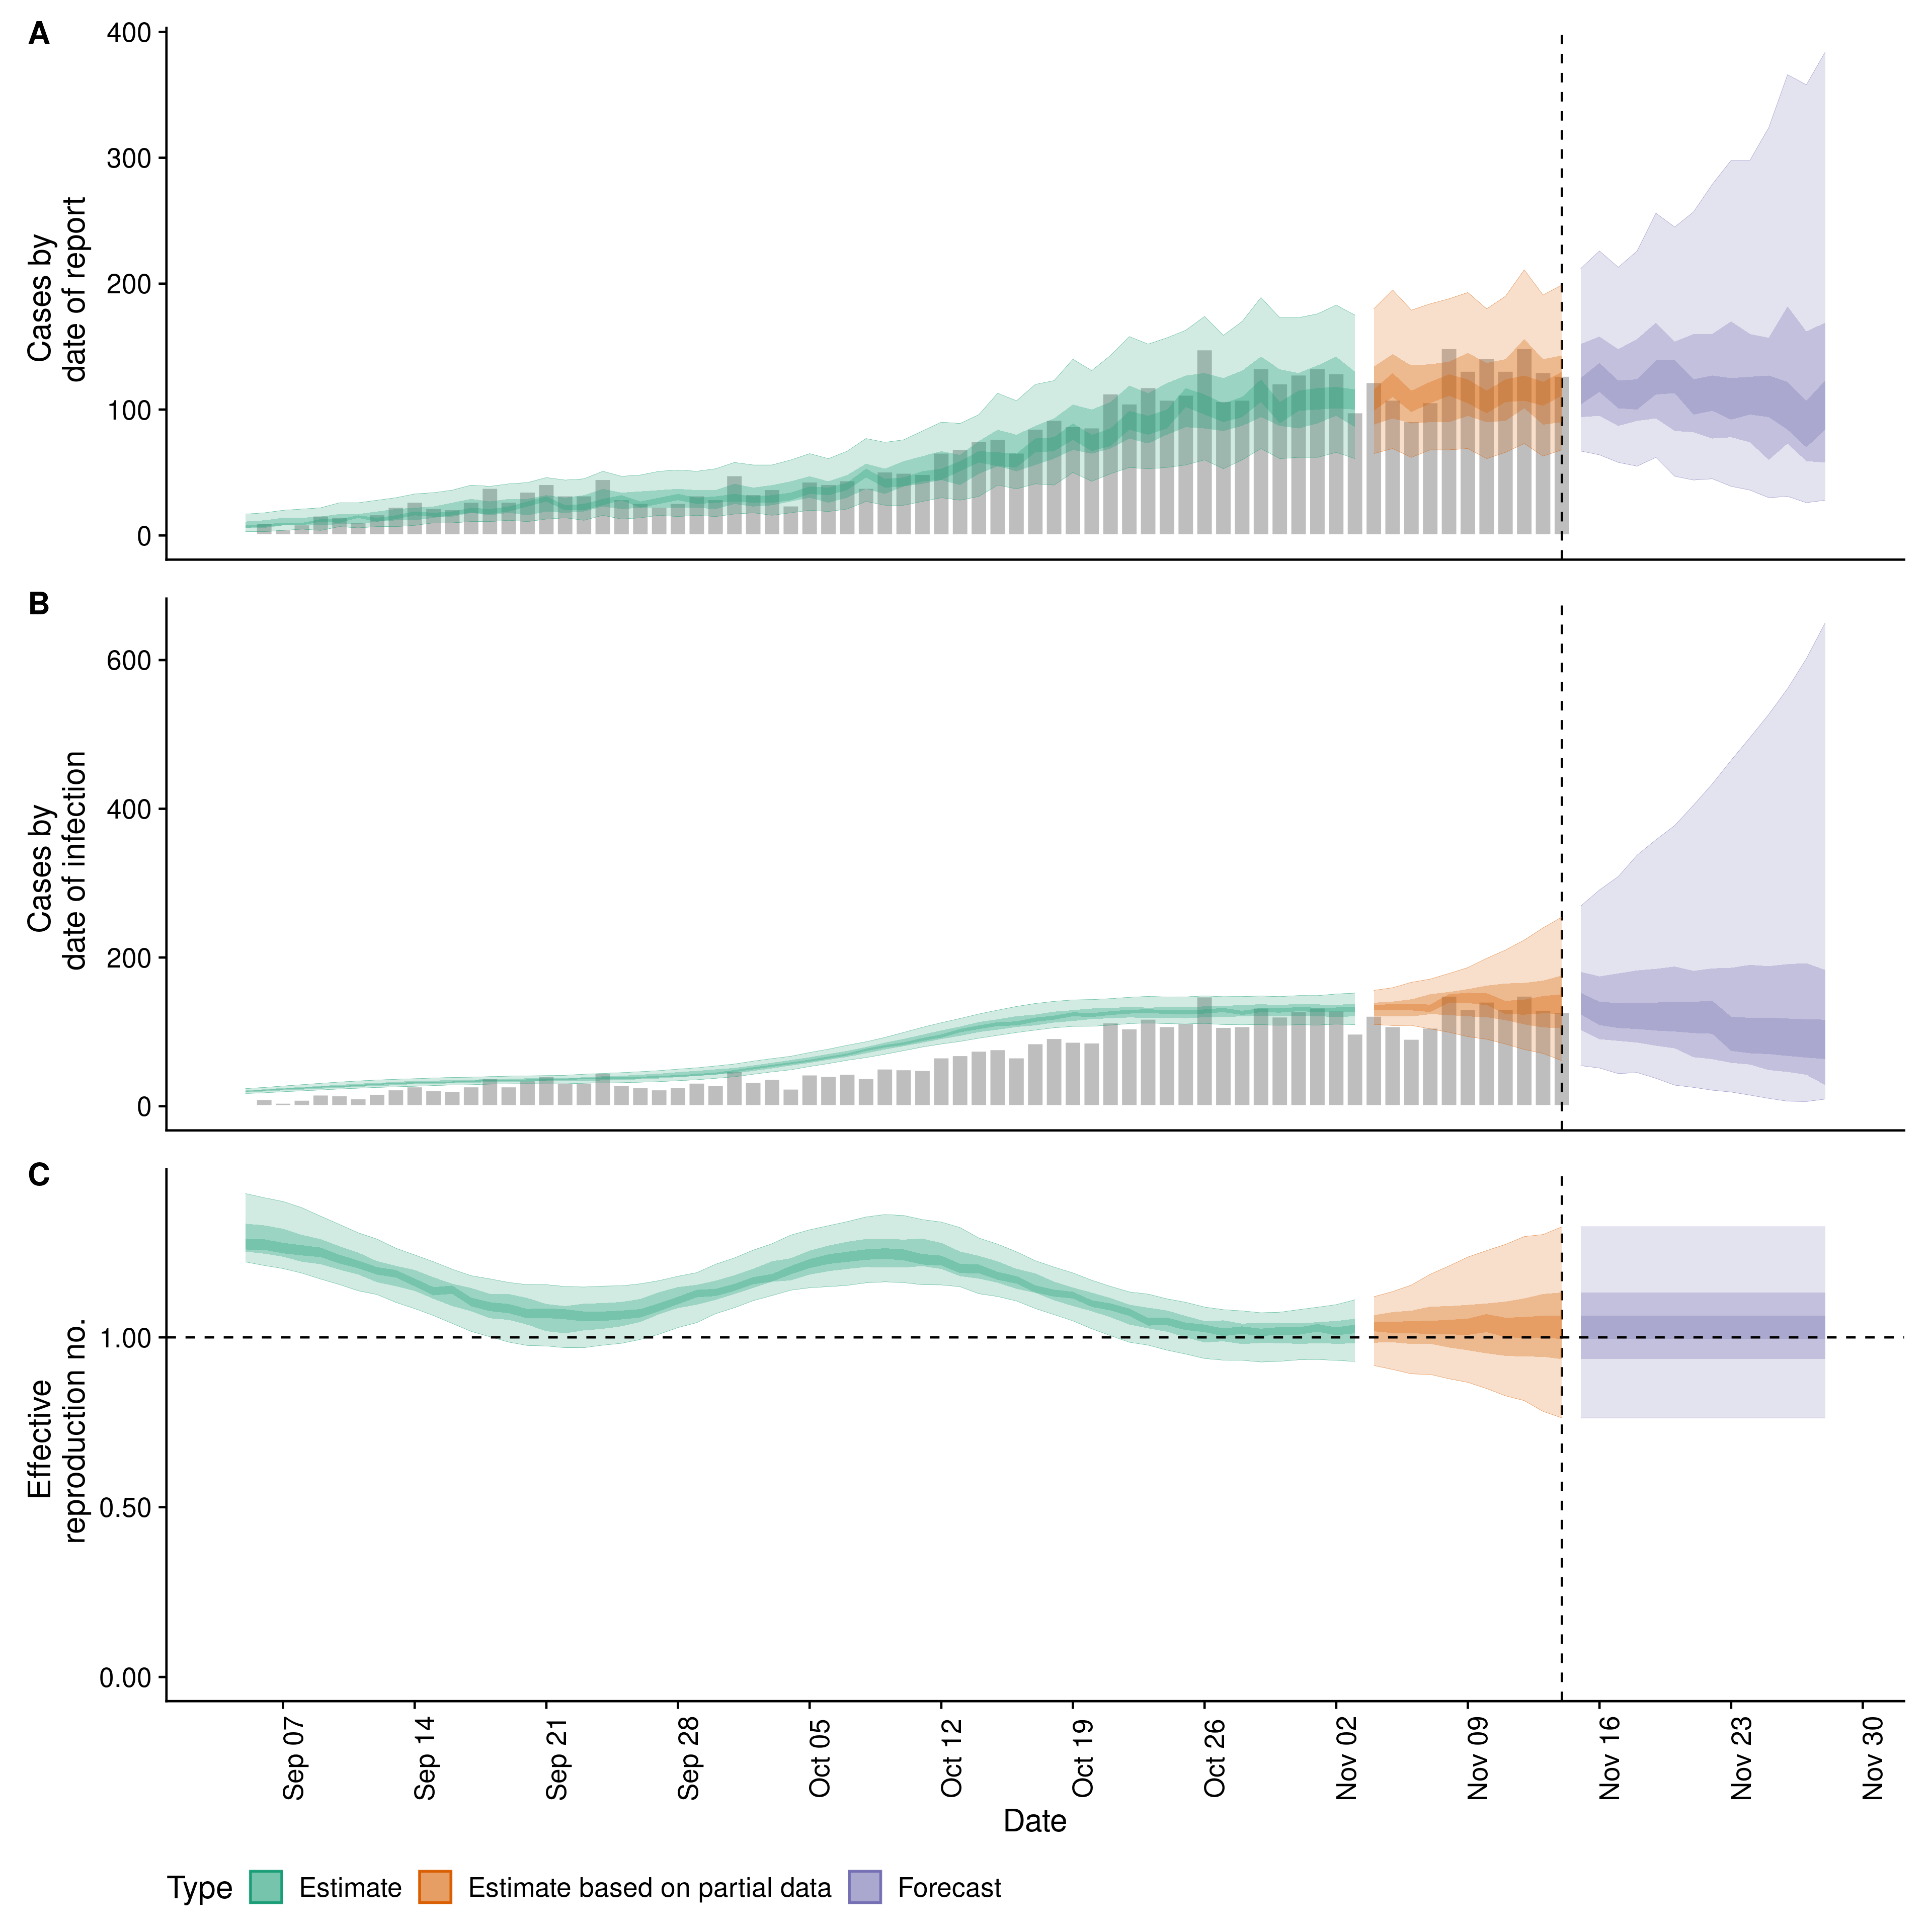 A
400
300
200
100
0
Cases by
date of report
B
600
400
200
0
Cases by
date of infection
C
1.00
0.50
0.00
Effective
reproduction no.
Sep 07
Sep 14
Sep 21
Sep 28
Oct 05
Oct 12
Oct 19
Oct 26
Nov 02
Nov 09
Nov 16
Nov 23
Nov 30
Date
Type Estimate Estimate based on partial data Forecast